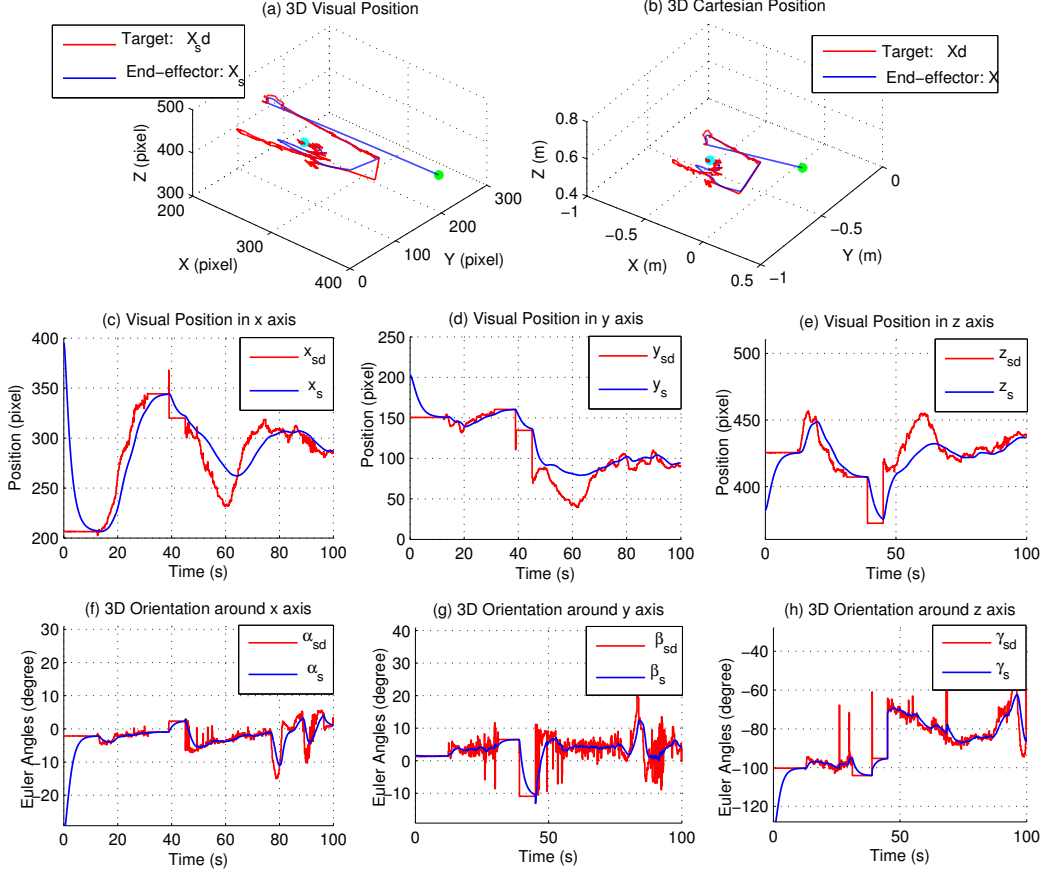 (a) 3D Visual Position
Target: X_sd
End−effector: X_s
Z (pixel)
500
400
300
200
300
400
X (pixel)
0
100
200
300
Y (pixel)
(b) 3D Cartesian Position
Target: Xd
End−effector: X
Z (m)
0.8
0.6
0.4
−1
−0.5
0
0.5
X (m)
−1
−0.5
0
Y (m)
(c) Visual Position in x axis
x_sd
x_s
Position (pixel)
400
350
300
250
200
0 20 40 60 80 100
Time (s)
(d) Visual Position in y axis
y_sd
y_s
Position (pixel)
250
200
150
100
50
0
0 20 40 60 80 100
Time (s)
(e) Visual Position in z axis
z_sd
z_s
Position (pixel)
500
450
400
0 50 100
Time (s)
(f) 3D Orientation around x axis
α_sd
α_s
Euler Angles (degree)
30
20
10
0
−10
−20
0 20 40 60 80 100
Time (s)
(g) 3D Orientation around y axis
β_sd
β_s
Euler Angles (degree)
40
30
20
10
0
−10
0 50 100
Time (s)
(h) 3D Orientation around z axis
γ_sd
γ_s
Euler Angles (degree)
−40
−60
−80
−100
−120
0 50 100
Time (s)